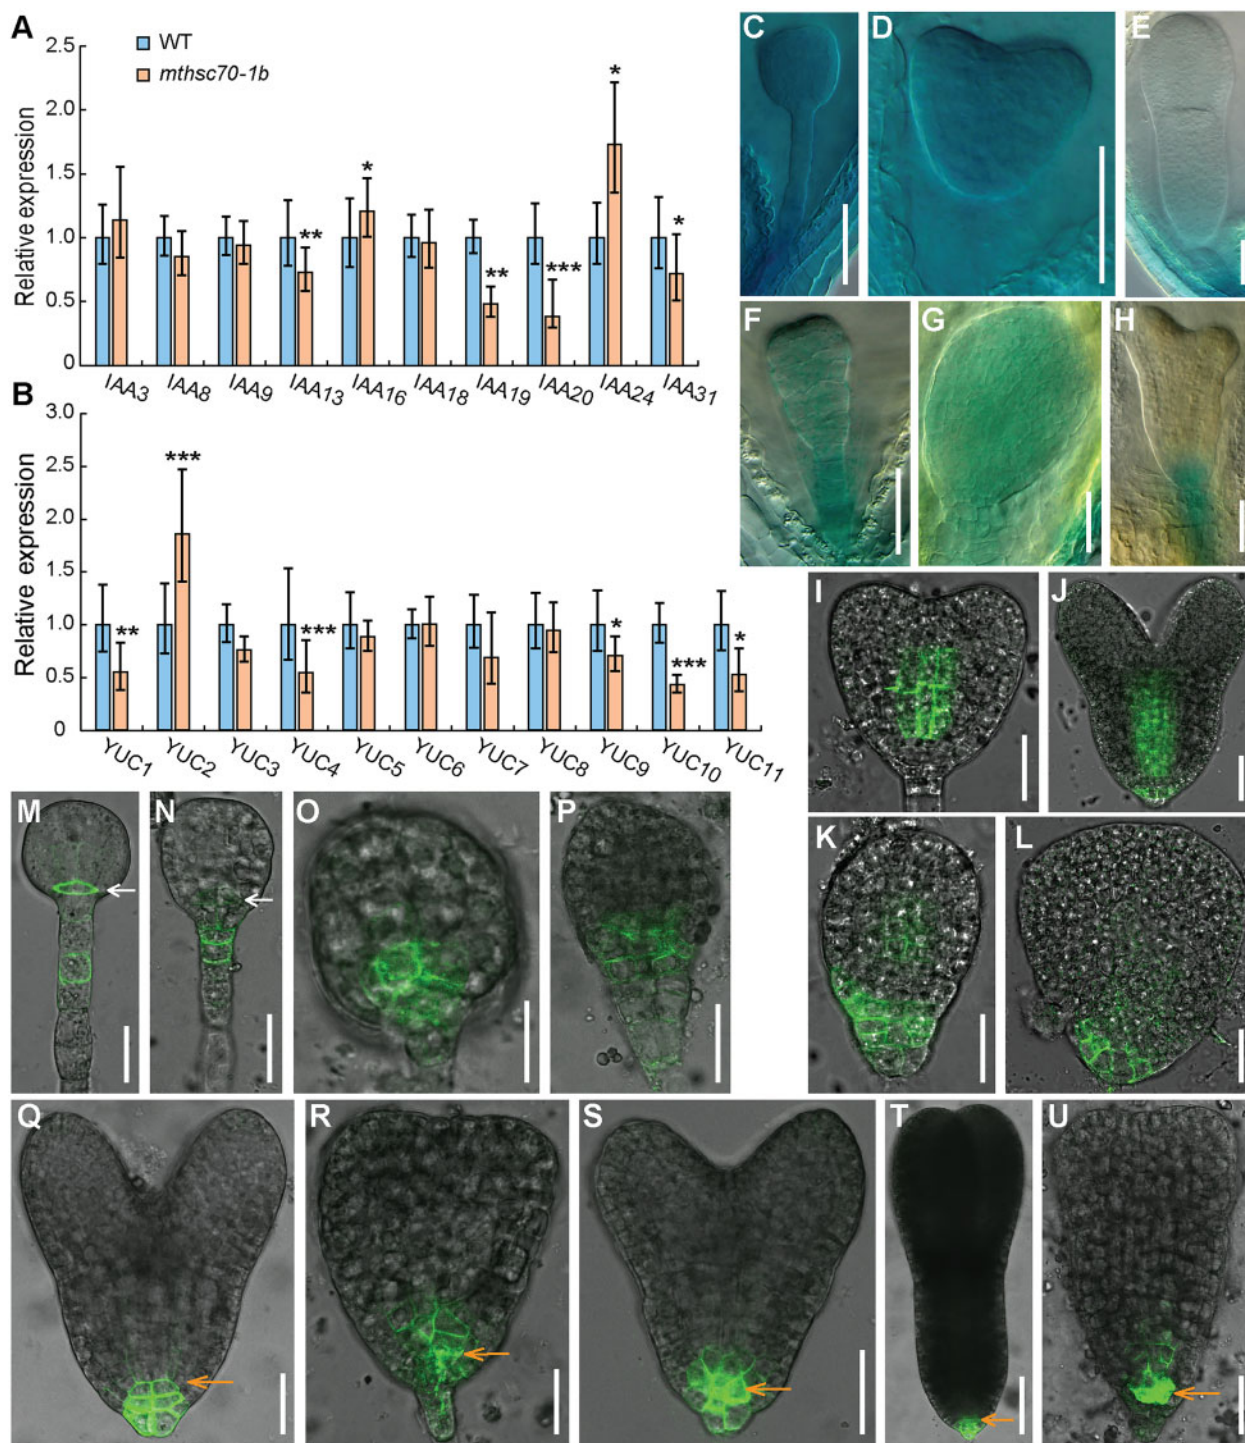 A
WT
mthsc70-1b
Relative expression
2.5
2.0
1.5
1.0
0.5
0
*
*
**
**
***
*
IAA3 IAA8 IAA9 IAA13 IAA16 IAA18 IAA19 IAA20 IAA24 IAA31
B
Relative expression
3.0
2.5
2.0
1.5
1.0
0.5
0
***
**
***
*
***
*
YUC1 YUC2 YUC3 YUC4 YUC5 YUC6 YUC7 YUC8 YUC9 YUC10 YUC11
C D E
F G H
I J
K L
M N O P
Q R S T U